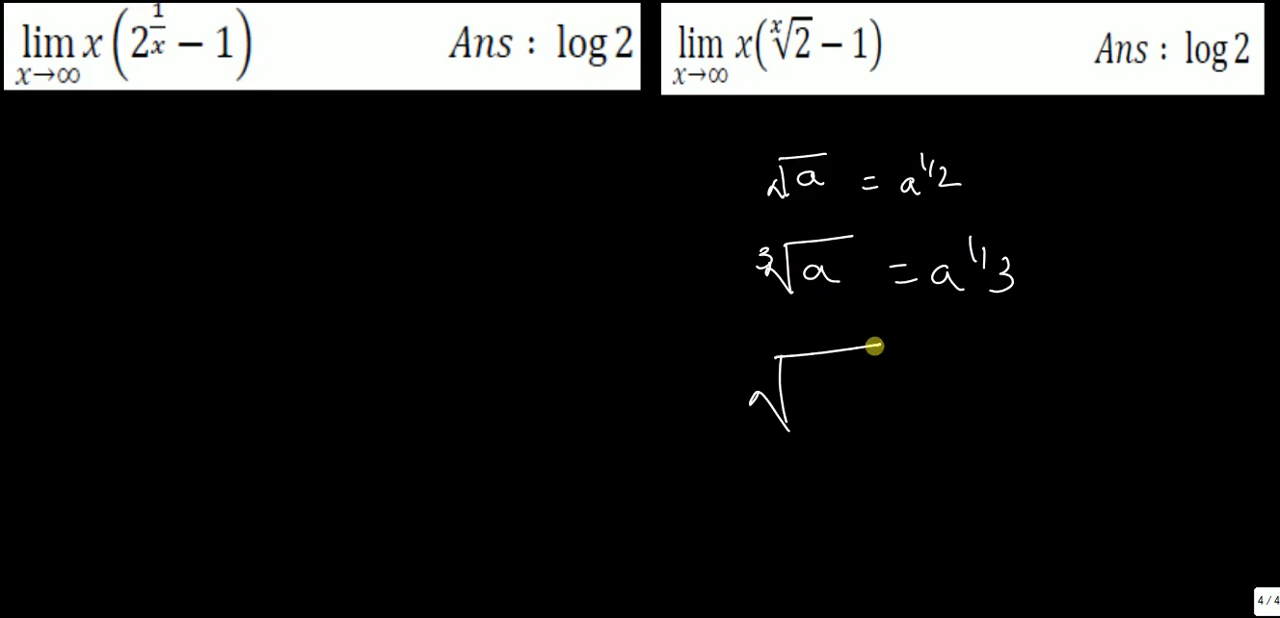 lim x→∞ x(2^(1/x) − 1) Ans : log 2
lim x→∞ x(ˣ√2 − 1) Ans : log 2
√a = a^1/2
³√a = a^1/3
√
4 / 4